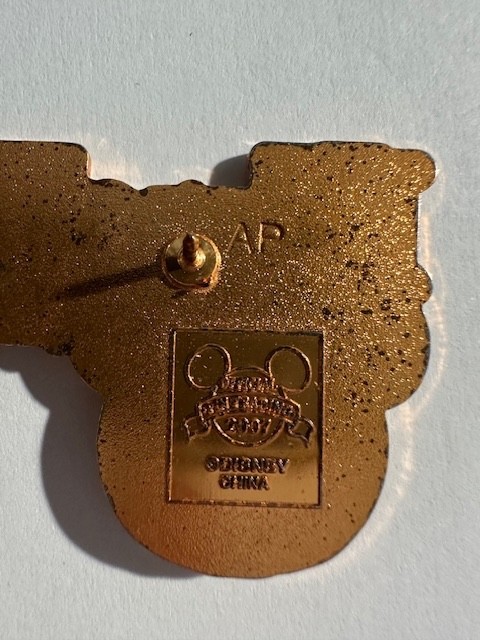 AP
OFFICIAL
PIN TRADING
2007
©DISNEY
CHINA